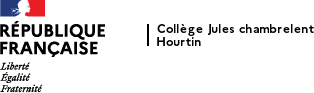 RÉPUBLIQUE
FRANÇAISE
Liberté
Égalité
Fraternité
Collège Jules chambrelent
Hourtin